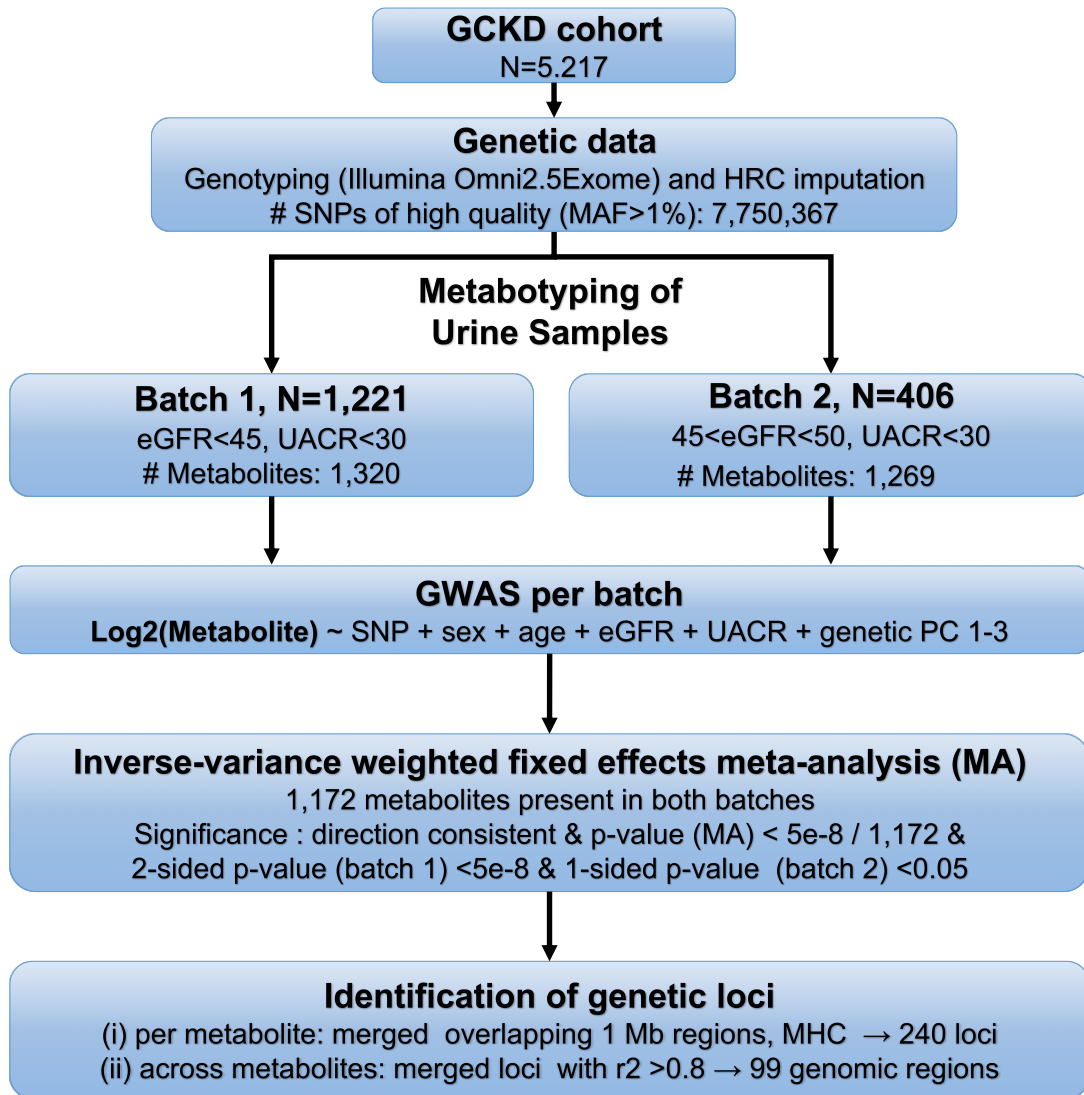 GCKD cohort
N=5.217
Genetic data
Genotyping (Illumina Omni2.5Exome) and HRC imputation
# SNPs of high quality (MAF>1%): 7,750,367
Metabotyping of
Urine Samples
Batch 1, N=1,221
eGFR<45, UACR<30
# Metabolites: 1,320
Batch 2, N=406
45<eGFR<50, UACR<30
# Metabolites: 1,269
GWAS per batch
Log2(Metabolite) ~ SNP + sex + age + eGFR + UACR + genetic PC 1-3
Inverse-variance weighted fixed effects meta-analysis (MA)
1,172 metabolites present in both batches
Significance : direction consistent & p-value (MA) < 5e-8 / 1,172 &
2-sided p-value (batch 1) <5e-8 & 1-sided p-value (batch 2) <0.05
Identification of genetic loci
(i) per metabolite: merged overlapping 1 Mb regions, MHC → 240 loci
(ii) across metabolites: merged loci with r2 >0.8 → 99 genomic regions